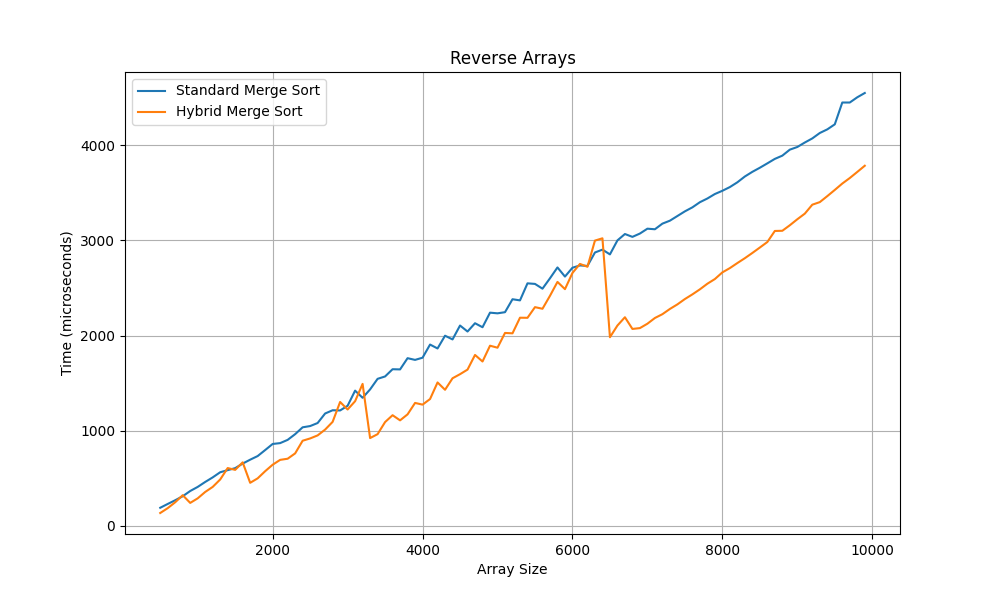 Reverse Arrays
Standard Merge Sort
Hybrid Merge Sort
4000
3000
2000
1000
0
Time (microseconds)
2000 4000 6000 8000 10000
Array Size